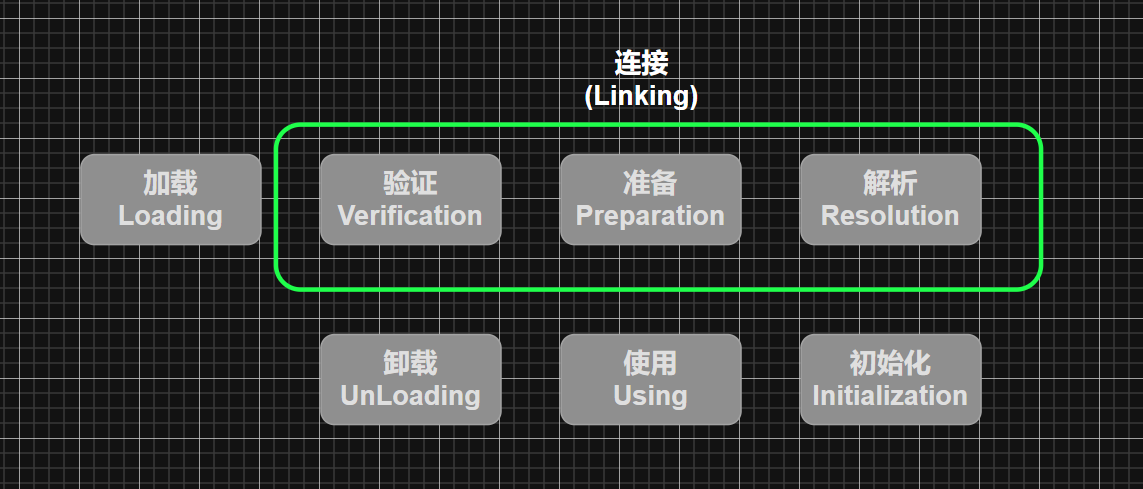 连接
(Linking)
加载
Loading
验证
Verification
准备
Preparation
解析
Resolution
卸载
UnLoading
使用
Using
初始化
Initialization